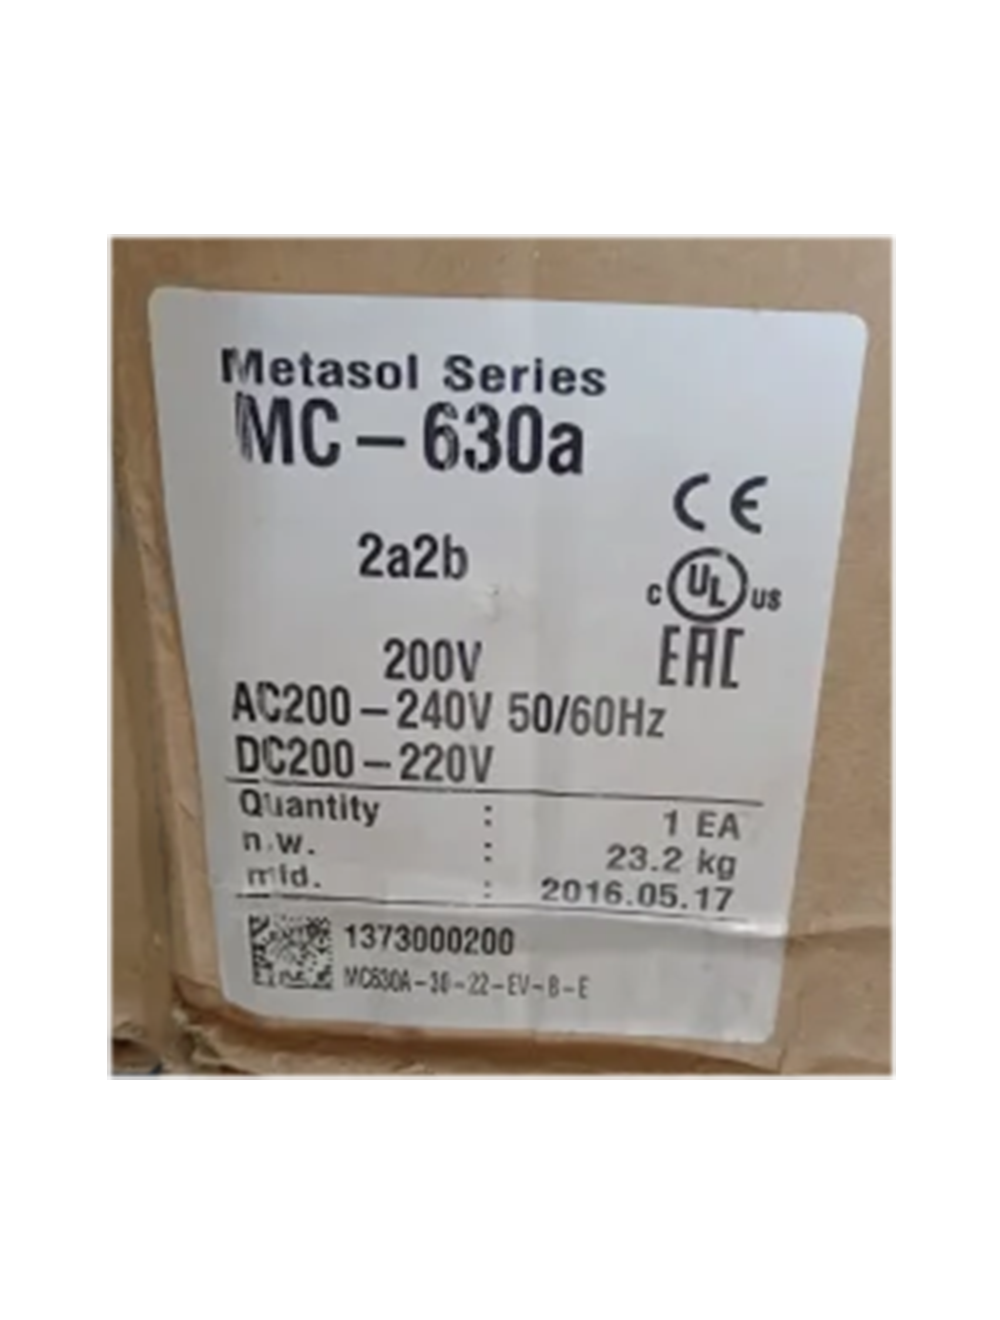 Metasol Series
MC-630a
2a2b
CE
C UL US
EAC
200V
AC200-240V 50/60Hz
DC200-220V
Quantity : 1 EA
n.w. : 23.2 kg
mfd. : 2016.05.17
1373000200
MC630A-30-22-EV-B-E